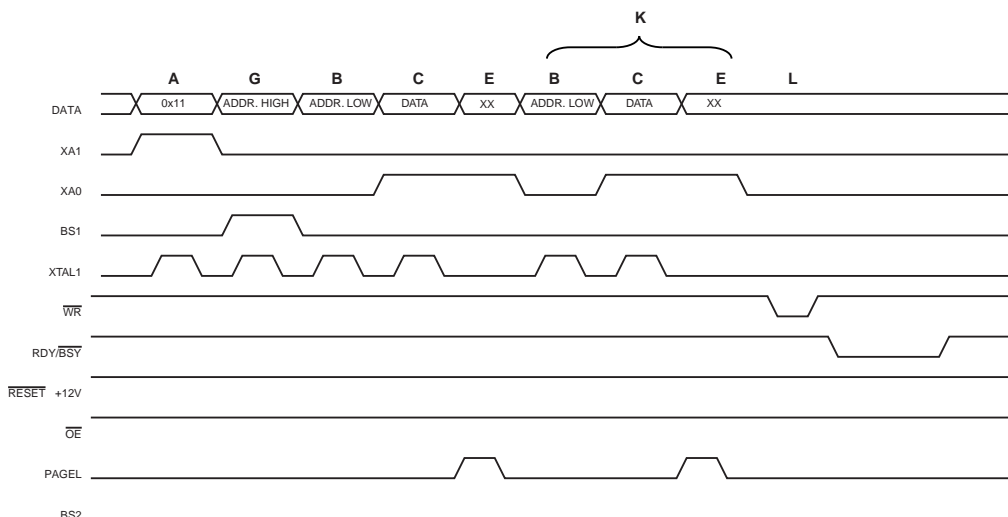 K
A G B C E B C E L
DATA 0x11 ADDR. HIGH ADDR. LOW DATA XX ADDR. LOW DATA XX
XA1
XA0
BS1
XTAL1
WR
RDY/BSY
RESET +12V
OE
PAGEL
BS2